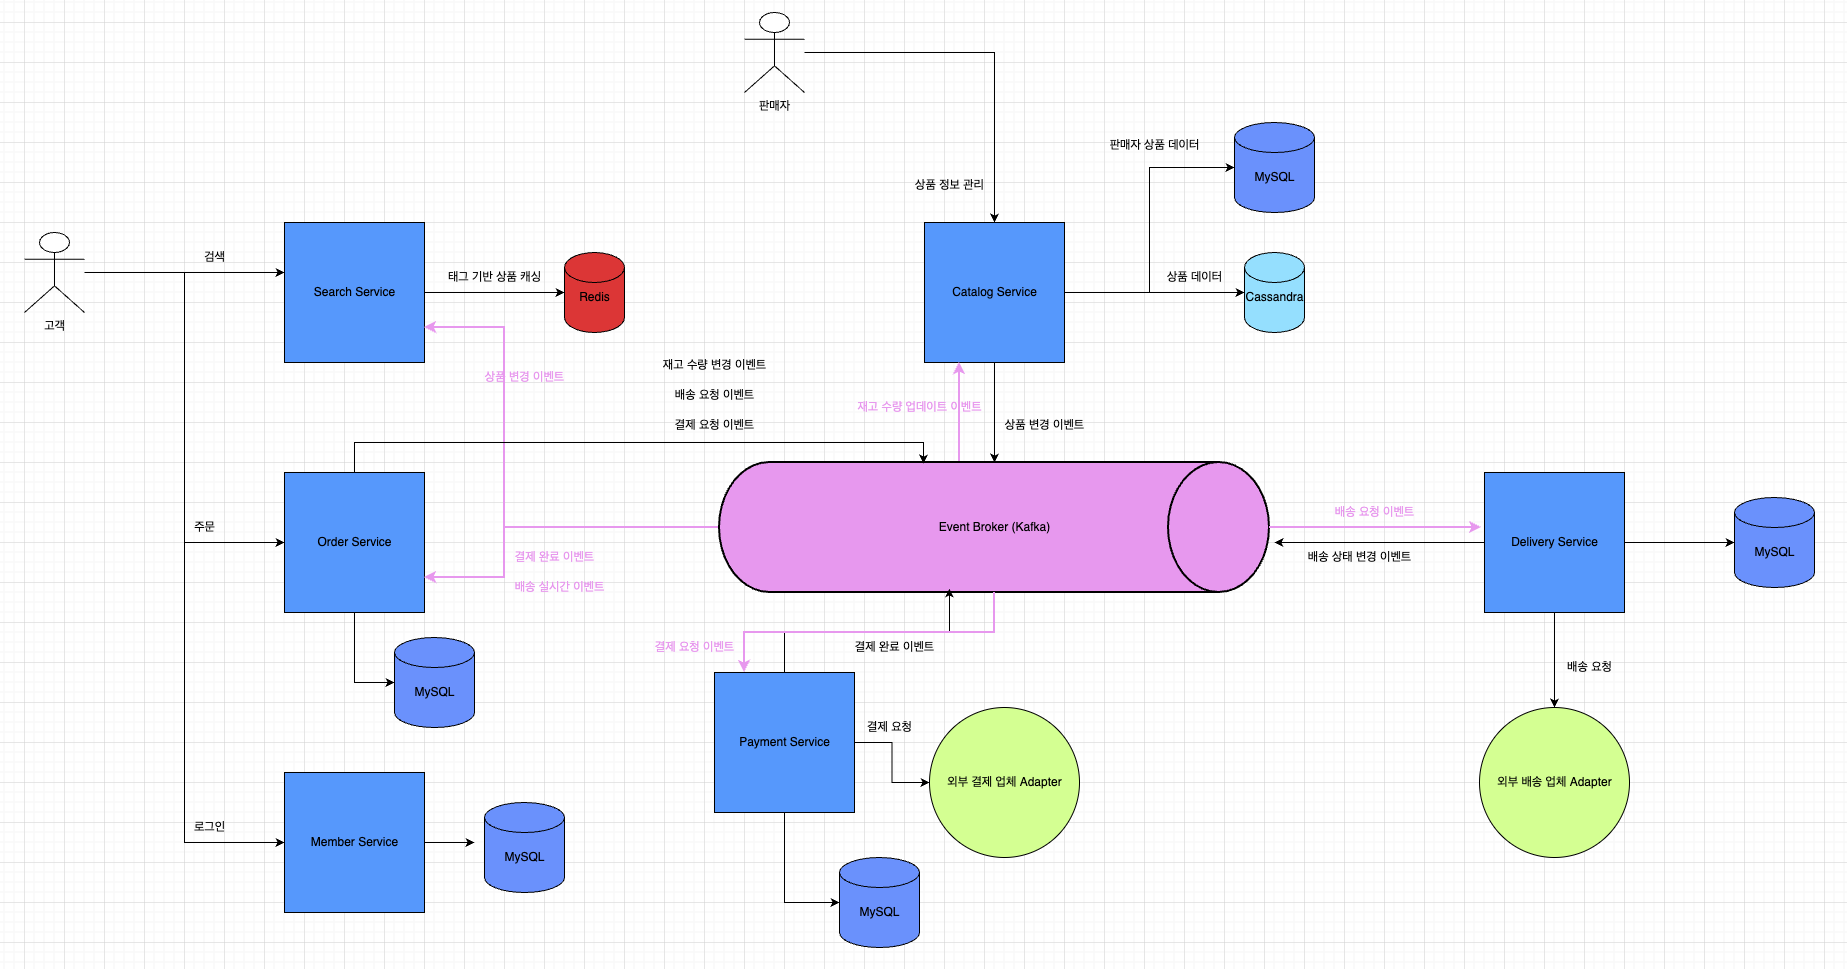 판매자
판매자 상품 데이터
MySQL
상품 정보 관리
고객
검색
Search Service
태그 기반 상품 캐싱
Redis
Catalog Service
상품 데이터
Cassandra
상품 변경 이벤트
재고 수량 변경 이벤트
배송 요청 이벤트
결제 요청 이벤트
재고 수량 업데이트 이벤트
상품 변경 이벤트
주문
Order Service
Event Broker (Kafka)
결제 완료 이벤트
배송 실시간 이벤트
배송 요청 이벤트
배송 상태 변경 이벤트
Delivery Service
MySQL
MySQL
결제 요청 이벤트
결제 완료 이벤트
배송 요청
Payment Service
결제 요청
외부 결제 업체 Adapter
외부 배송 업체 Adapter
로그인
Member Service
MySQL
MySQL